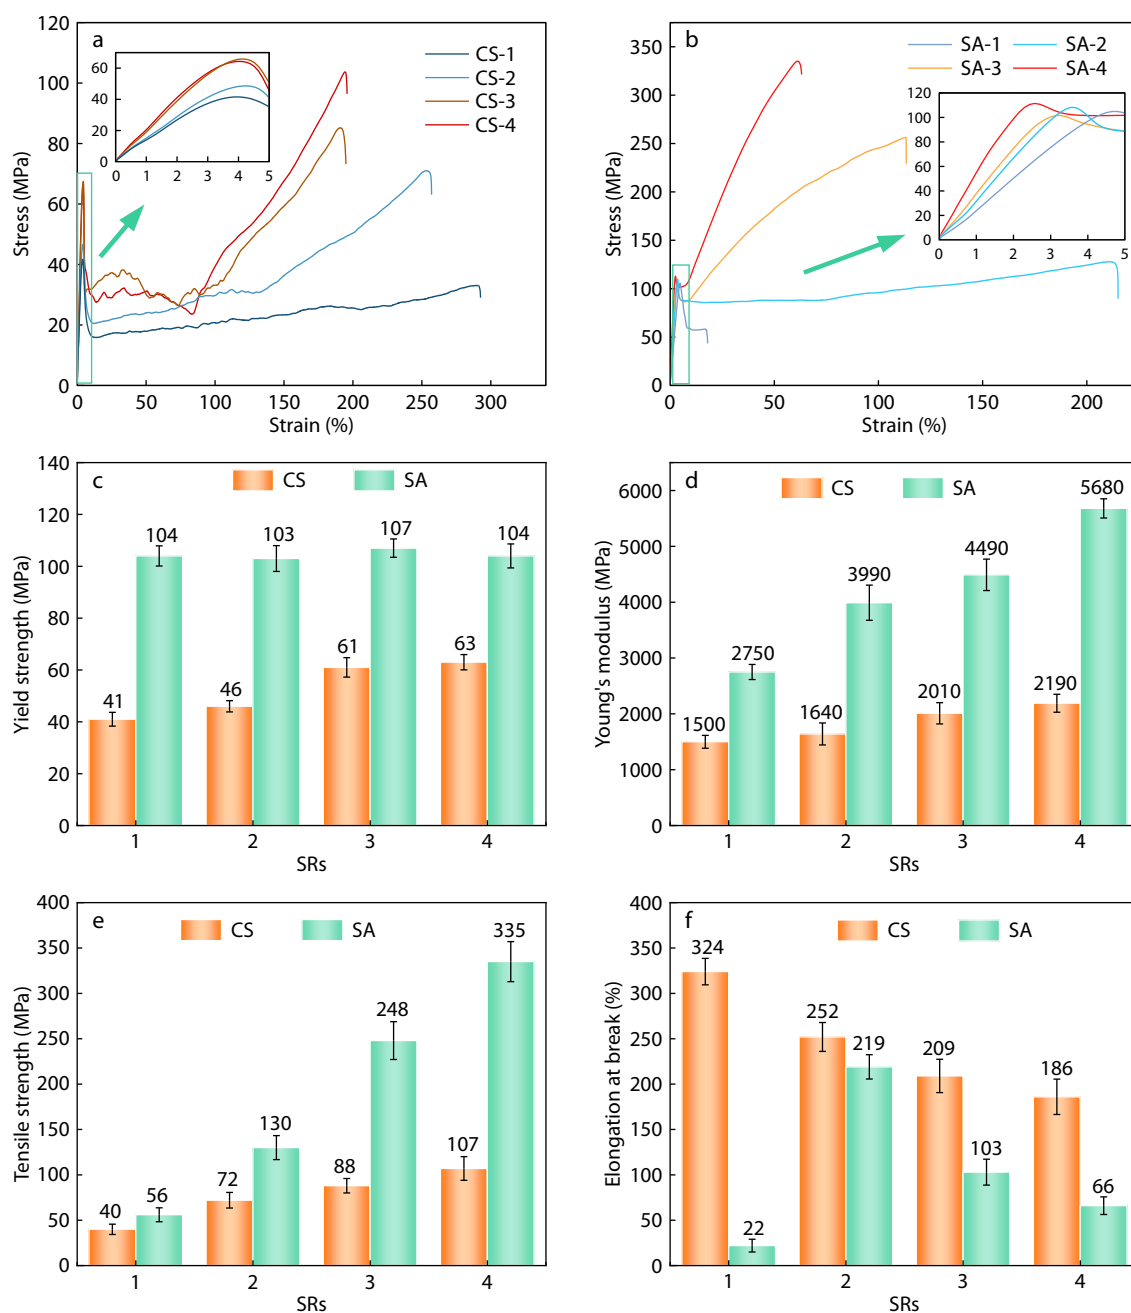 a
CS-1
CS-2
CS-3
CS-4
120
100
80
60
40
20
0
60
40
20
0
0 1 2 3 4 5
0 50 100 150 200 250 300
Stress (MPa)
Strain (%)
b
SA-1 SA-2
SA-3 SA-4
375
350
300
250
200
150
100
50
0
120
100
80
60
40
20
0
0 1 2 3 4 5
0 50 100 150 200
Stress (MPa)
Strain (%)
c
CS SA
140
120
100
80
60
40
20
0
104 103 107 104
41 46 61 63
1 2 3 4
Yield strength (MPa)
SRs
d
CS SA
6000
5000
4000
3000
2000
1000
0
2750 3990 4490 5680
1500 1640 2010 2190
1 2 3 4
Young's modulus (MPa)
SRs
e
CS SA
400
350
300
250
200
150
100
50
0
40 56 72 130 88 248 107 335
1 2 3 4
Tensile strength (MPa)
SRs
f
CS SA
400
350
300
250
200
150
100
50
0
324 22 252 219 209 103 186 66
1 2 3 4
Elongation at break (%)
SRs